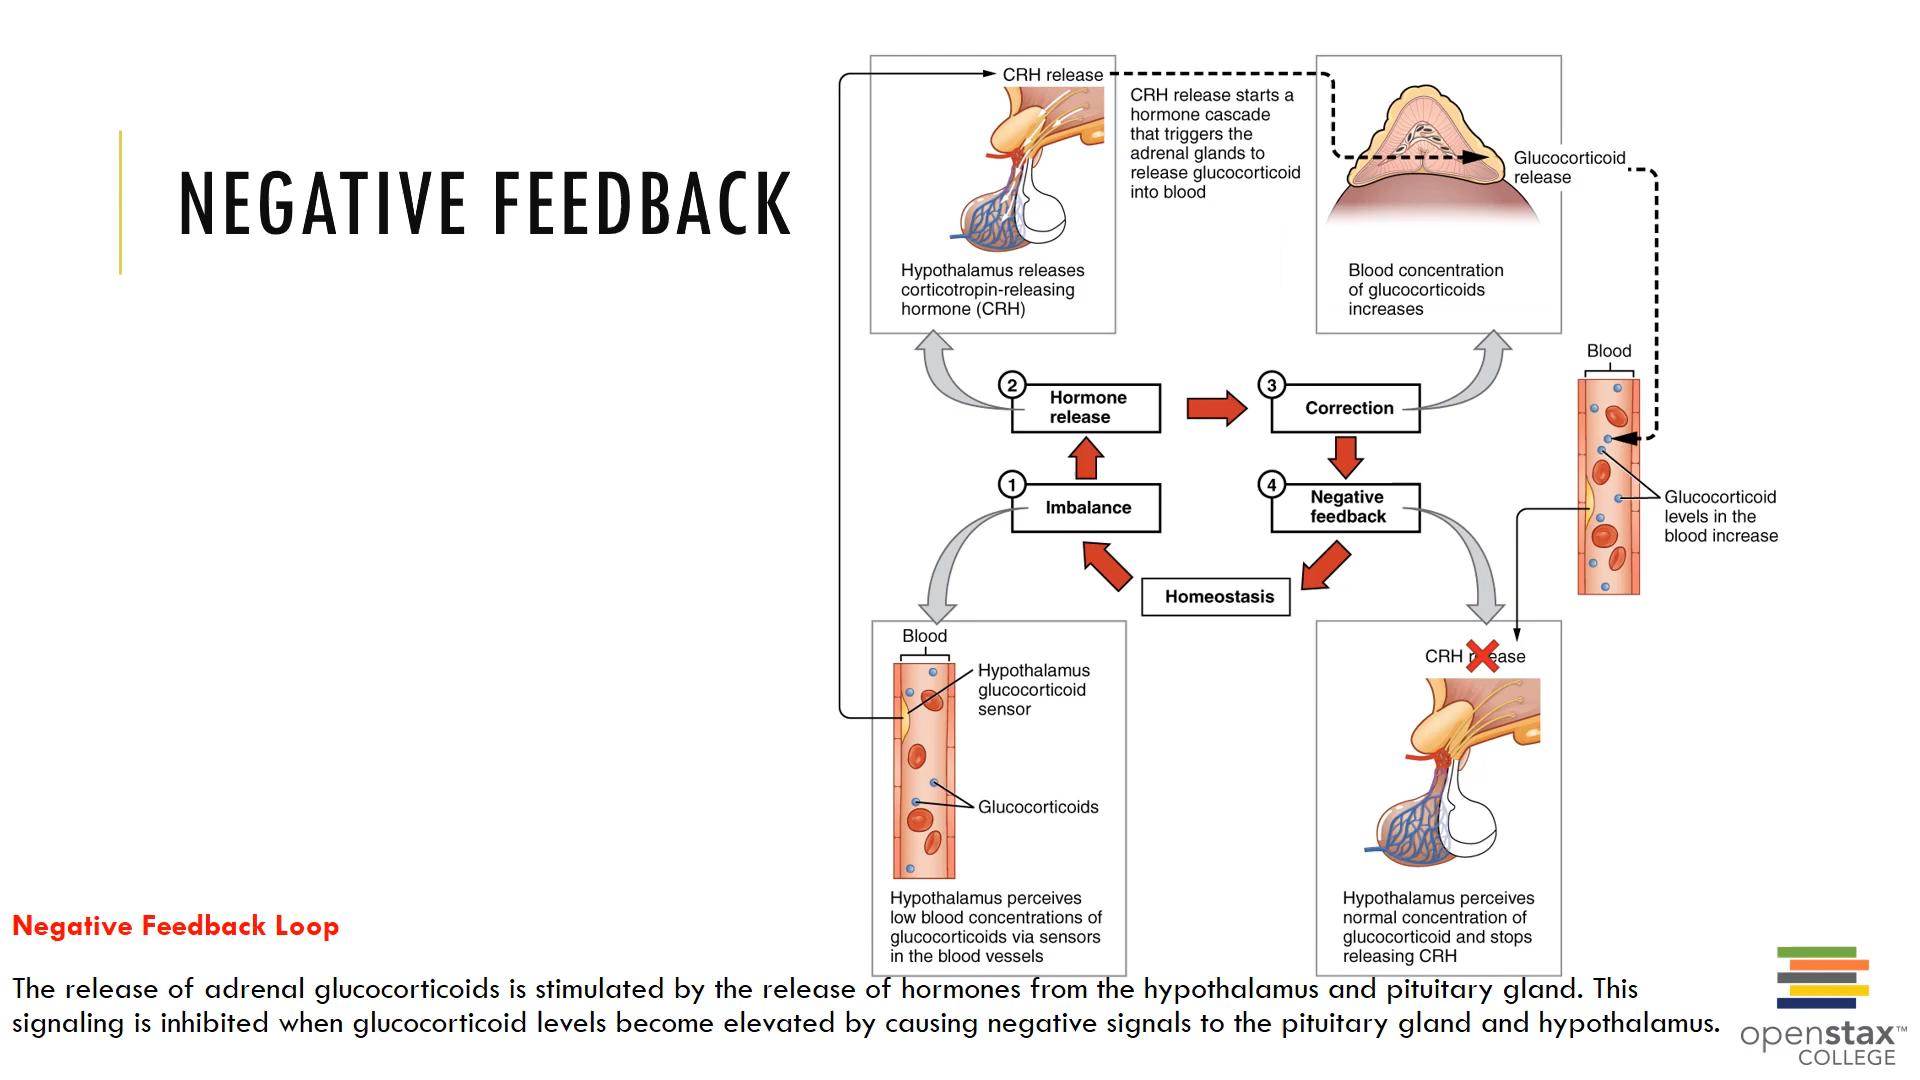 NEGATIVE FEEDBACK
CRH release
CRH release starts a
hormone cascade
that triggers the
adrenal glands to
release glucocorticoid
into blood
Glucocorticoid
release
Hypothalamus releases
corticotropin-releasing
hormone (CRH)
Blood concentration
of glucocorticoids
increases
Blood
2
Hormone
release
3
Correction
1
Imbalance
4
Negative
feedback
Glucocorticoid
levels in the
blood increase
Homeostasis
Blood
Hypothalamus
glucocorticoid
sensor
Glucocorticoids
Hypothalamus perceives
low blood concentrations of
glucocorticoids via sensors
in the blood vessels
CRH release
Hypothalamus perceives
normal concentration of
glucocorticoid and stops
releasing CRH
Negative Feedback Loop
The release of adrenal glucocorticoids is stimulated by the release of hormones from the hypothalamus and pituitary gland. This
signaling is inhibited when glucocorticoid levels become elevated by causing negative signals to the pituitary gland and hypothalamus.
openstax™
COLLEGE